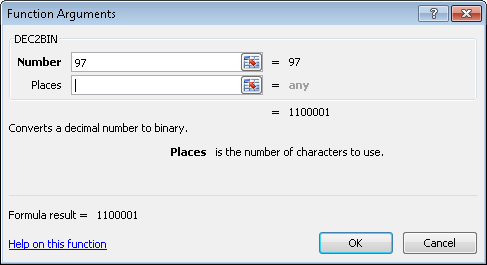 Function Arguments
?
DEC2BIN
Number 97 = 97
Places = any
= 1100001
Converts a decimal number to binary.
Places is the number of characters to use.
Formula result = 1100001
Help on this function OK Cancel